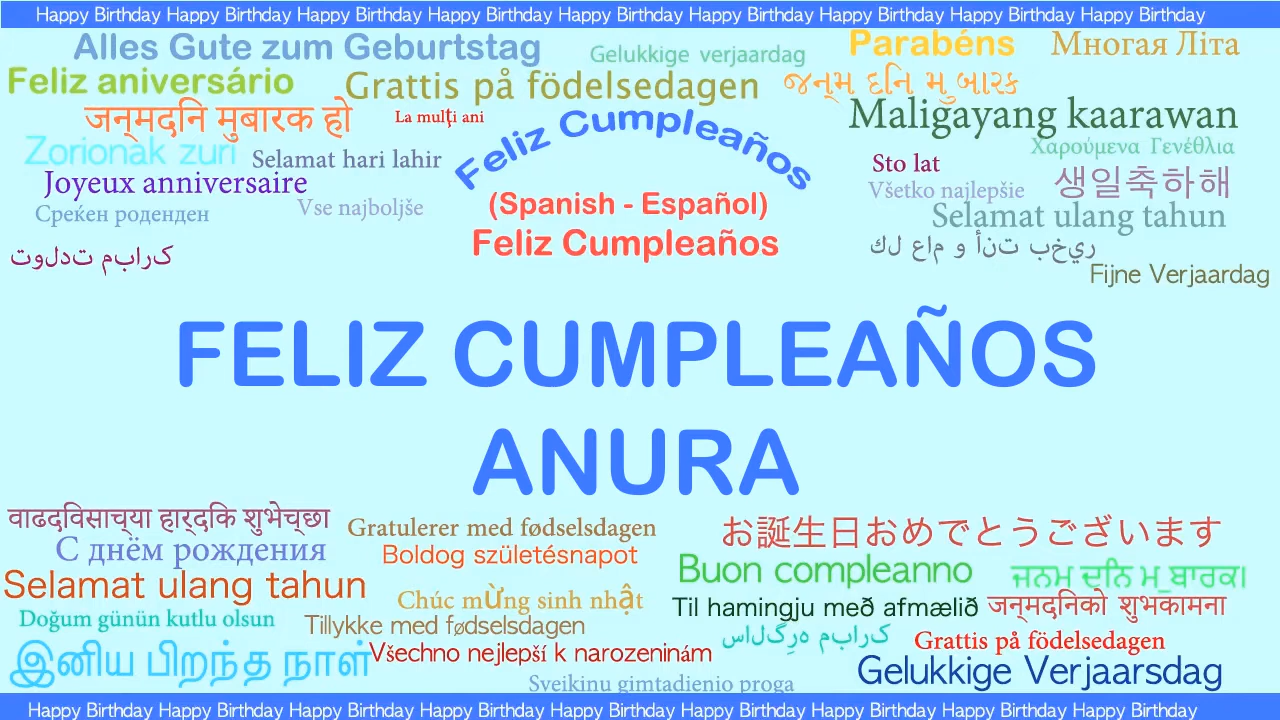 Happy Birthday Happy Birthday Happy Birthday Happy Birthday Happy Birthday Happy Birthday Happy Birthday Happy Birthday Happy Birthday
Alles Gute zum Geburtstag
Gelukkige verjaardag
Parabéns
Многая Літа
Feliz aniversário
Grattis på födelsedagen
જન્મ દિન મુબારક
जन्मदिन मुबारक हो
La mulţi ani
Feliz Cumpleaños
Maligayang kaarawan
Zorionak zuri
Selamat hari lahir
Sto lat
Χαρούμενα Γενέθλια
Joyeux anniversaire
(Spanish - Español)
Všetko najlepšie
생일축하해
Среќен роденден
Vse najboljše
Feliz Cumpleaños
Selamat ulang tahun
تولدت مبارک
كل عام و أنت بخير
Fijne Verjaardag
FELIZ CUMPLEAÑOS
ANURA
वाढदिवसाच्या हार्दिक शुभेच्छा
Gratulerer med fødselsdagen
お誕生日おめでとうございます
С днём рождения
Boldog születésnapot
Buon compleanno
ਜਨਮ ਦਿਨ ਮੁਬਾਰਕ।
Selamat ulang tahun
Chúc mừng sinh nhật
Til hamingju með afmælið
जन्मदिनको शुभकामना
Doğum günün kutlu olsun
Tillykke med fødselsdagen
سالگرہ مبارک
Grattis på födelsedagen
இனிய பிறந்த நாள்
Všechno nejlepší k narozeninám
Gelukkige Verjaarsdag
Sveikinu gimtadienio proga
Happy Birthday Happy Birthday Happy Birthday Happy Birthday Happy Birthday Happy Birthday Happy Birthday Happy Birthday Happy Birthday